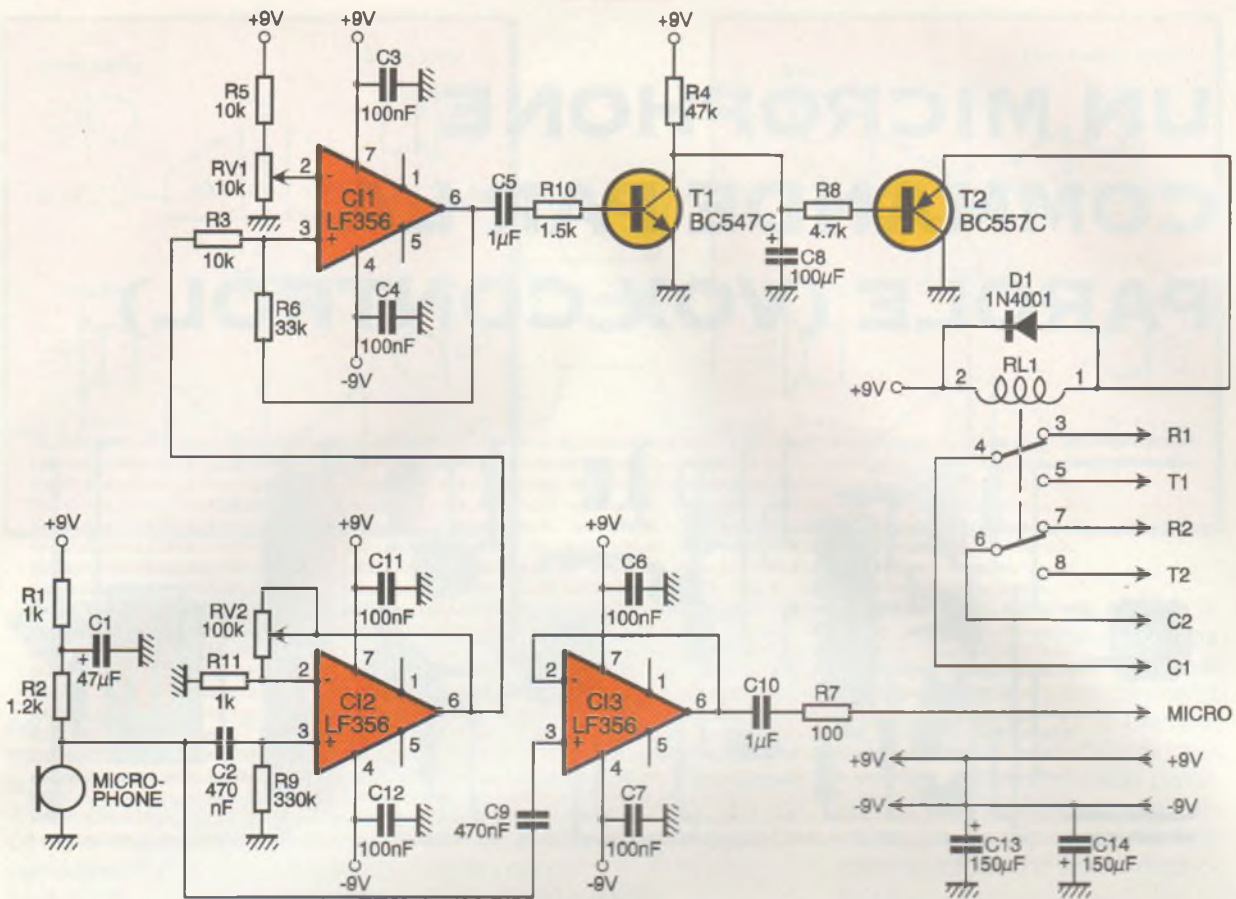 +9V
+9V
+9V
C3
100nF
R5
10k
RV1
10k
2
-
7
1
CI1
LF356
6
3
+
5
4
R3
10k
R6
33k
C4
100nF
-9V
C5
1µF
R10
1.5k
R4
47k
T1
BC547C
C8
+
100µF
R8
4.7k
T2
BC557C
D1
1N4001
RL1
+9V
2
1
3
R1
4
5
T1
7
R2
6
8
T2
C2
C1
MICRO
+9V
-9V
+
C13
150µF
C14
+
150µF
+9V
R1
1k
C1
+
47µF
R2
1.2k
MICRO-
PHONE
+9V
C11
100nF
RV2
100k
R11
1k
2
-
7
1
CI2
LF356
6
3
+
5
4
C2
470
nF
R9
330k
C12
100nF
-9V
+9V
C6
100nF
2
-
7
1
CI3
LF356
6
3
+
5
4
C9
470nF
C7
100nF
-9V
C10
1µF
R7
100
UN MICROPHONE
PAROLE (VOX CONTROL)